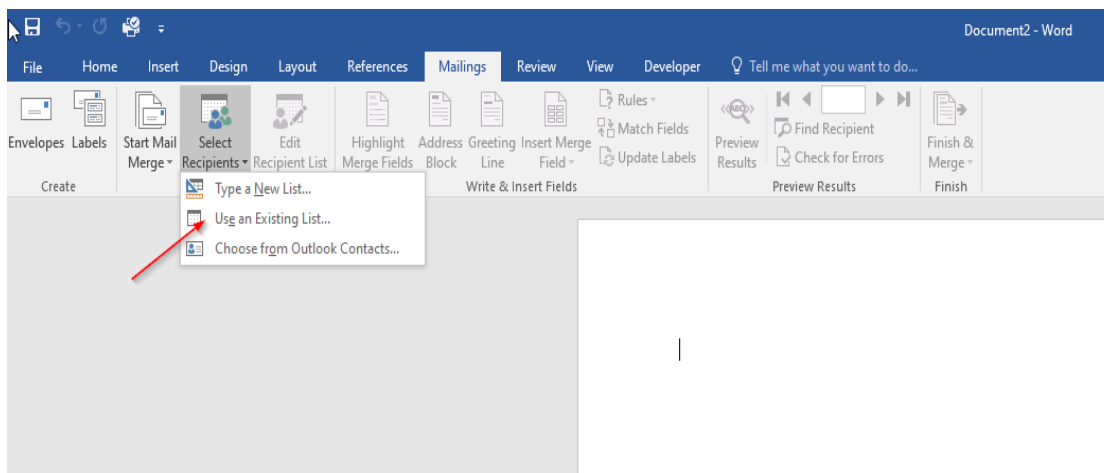 Document2 - Word
File Home Insert Design Layout References Mailings Review View Developer Tell me what you want to do...
Envelopes Labels
Create
Start Mail Merge
Select Recipients
Edit Recipient List
Highlight Merge Fields
Address Block
Greeting Line
Insert Merge Field
Rules
Match Fields
Update Labels
Write & Insert Fields
ABC
Preview Results
Find Recipient
Check for Errors
Preview Results
Finish & Merge
Finish
Type a New List...
Use an Existing List...
Choose from Outlook Contacts...